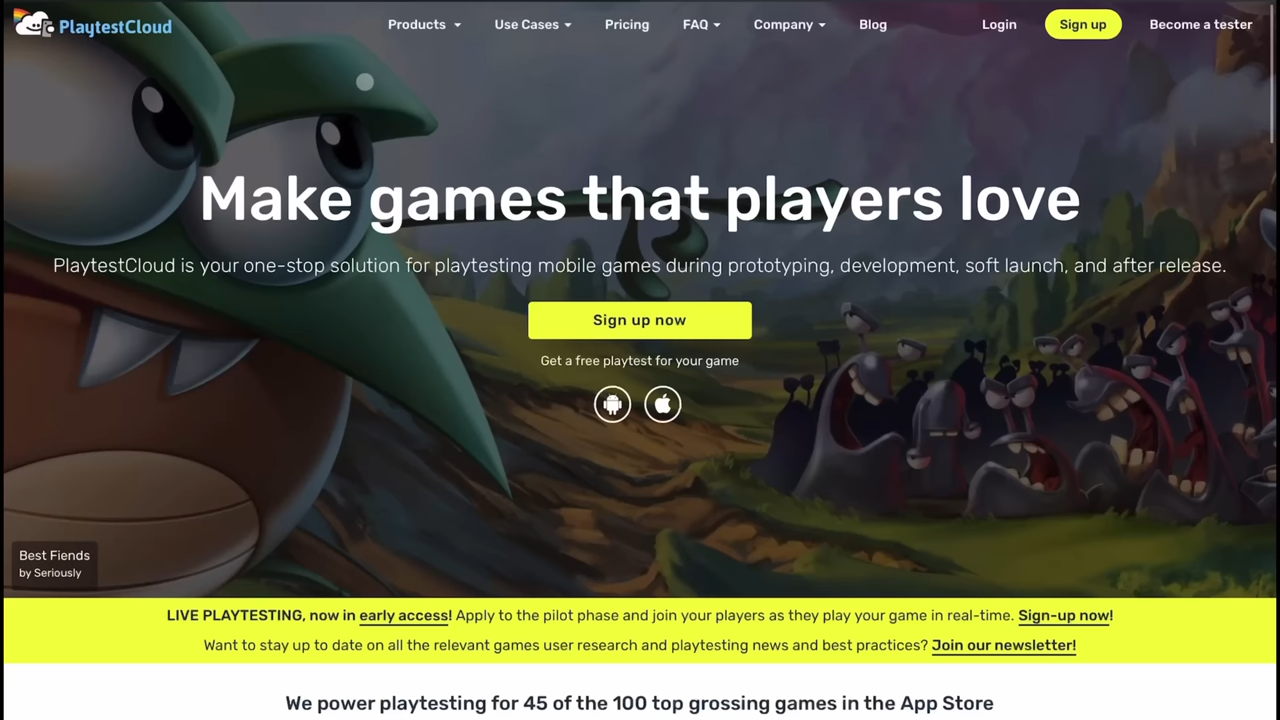 PlaytestCloud
Products Use Cases Pricing FAQ Company Blog Login Sign up Become a tester
Make games that players love
PlaytestCloud is your one-stop solution for playtesting mobile games during prototyping, development, soft launch, and after release.
Sign up now
Get a free playtest for your game
Best Fiends
by Seriously
LIVE PLAYTESTING, now in early access! Apply to the pilot phase and join your players as they play your game in real-time. Sign-up now!
Want to stay up to date on all the relevant games user research and playtesting news and best practices? Join our newsletter!
We power playtesting for 45 of the 100 top grossing games in the App Store